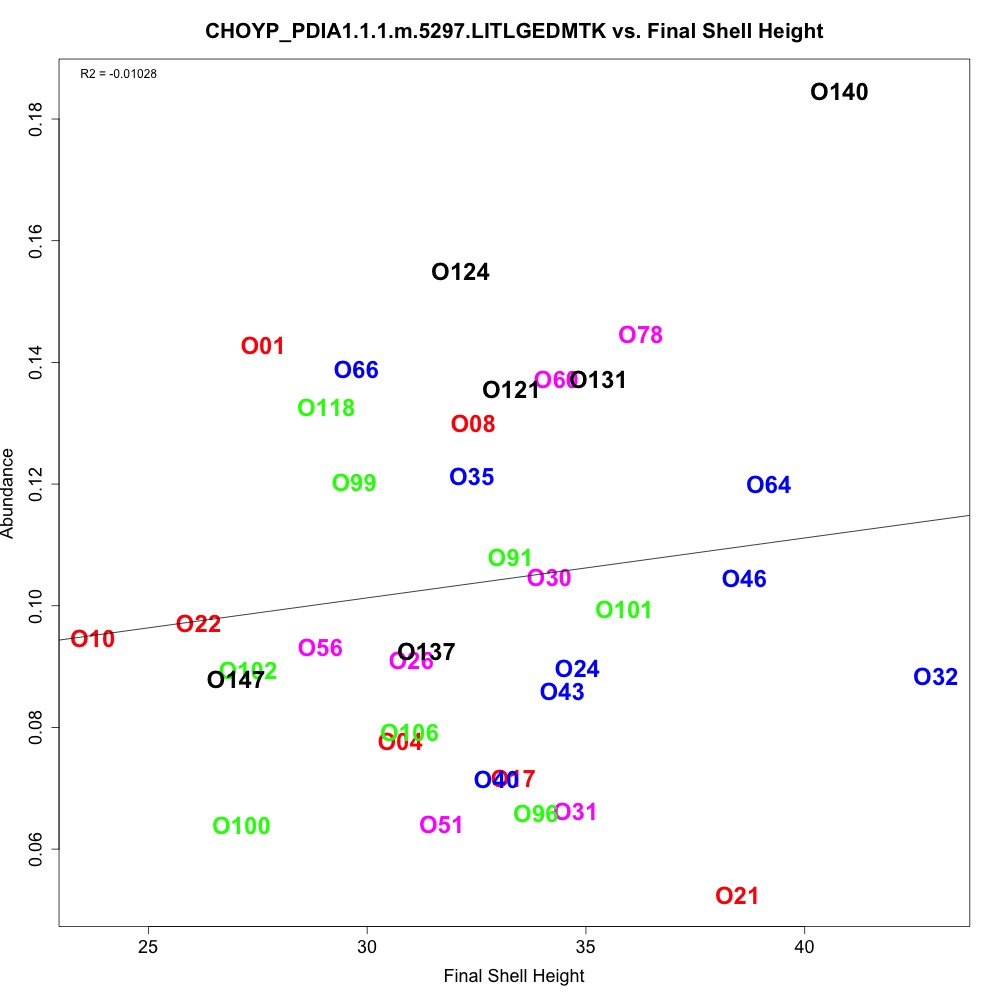 CHOYP_PDIA1.1.1.m.5297.LITLGEDMTK vs. Final Shell Height
R2 = -0.01028
O140
0.18
O124
0.16
O78
O01
O66
0.14
O60
O131
O121
O118
O08
O35
O99
O64
0.12
Abundance
O91
O30
O46
O101
0.10
O22
O10
O56
O137
O26
O102
O24
O32
O147
O43
0.08
O106
O04
O40
O17
O31
O96
O51
O100
0.06
O21
25 30 35 40
Final Shell Height